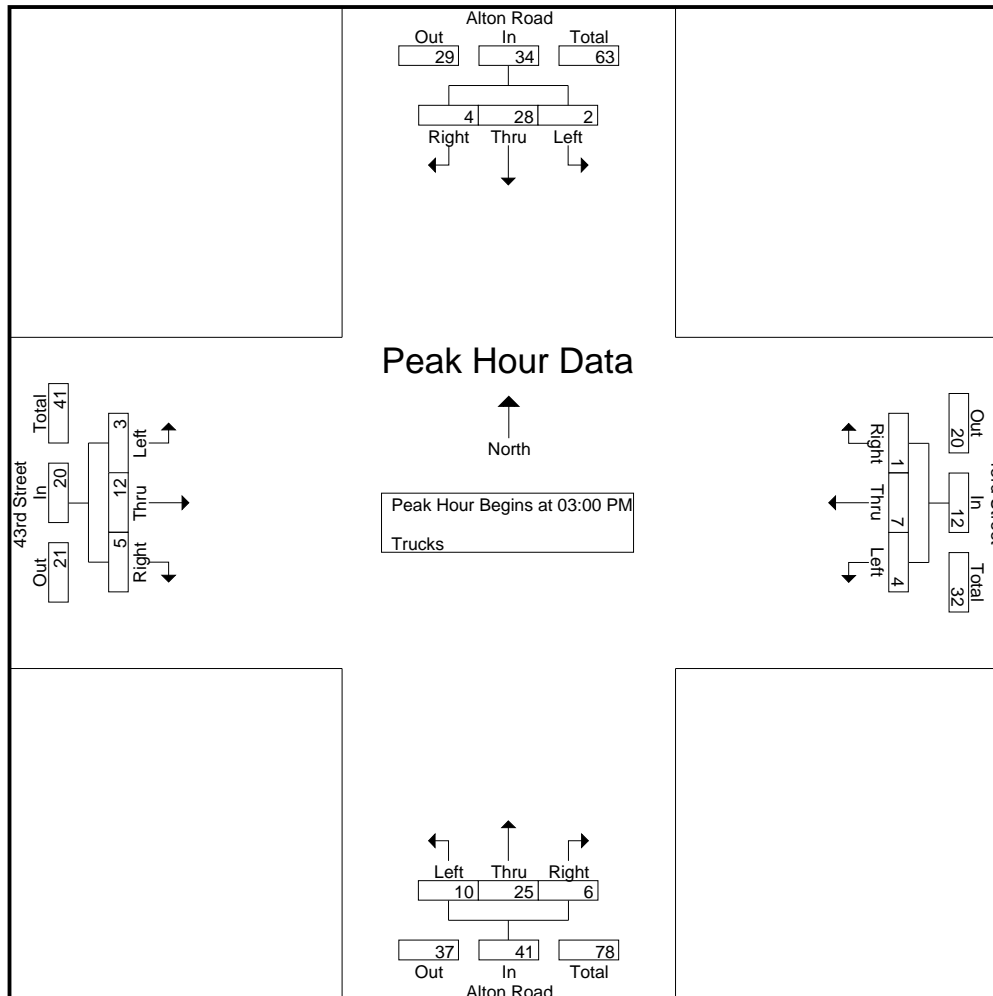 Alton Road
Out In Total
29 34 63
4 28 2
Right Thru Left
Peak Hour Data
North
Peak Hour Begins at 03:00 PM
Trucks
43rd Street
Total In Out
41 20 21
3 12 5
Left Thru Right
Right Thru Left
1 7 4
20 12 32
Out In Total
Left Thru Right
10 25 6
37 41 78
Out In Total
Alton Road